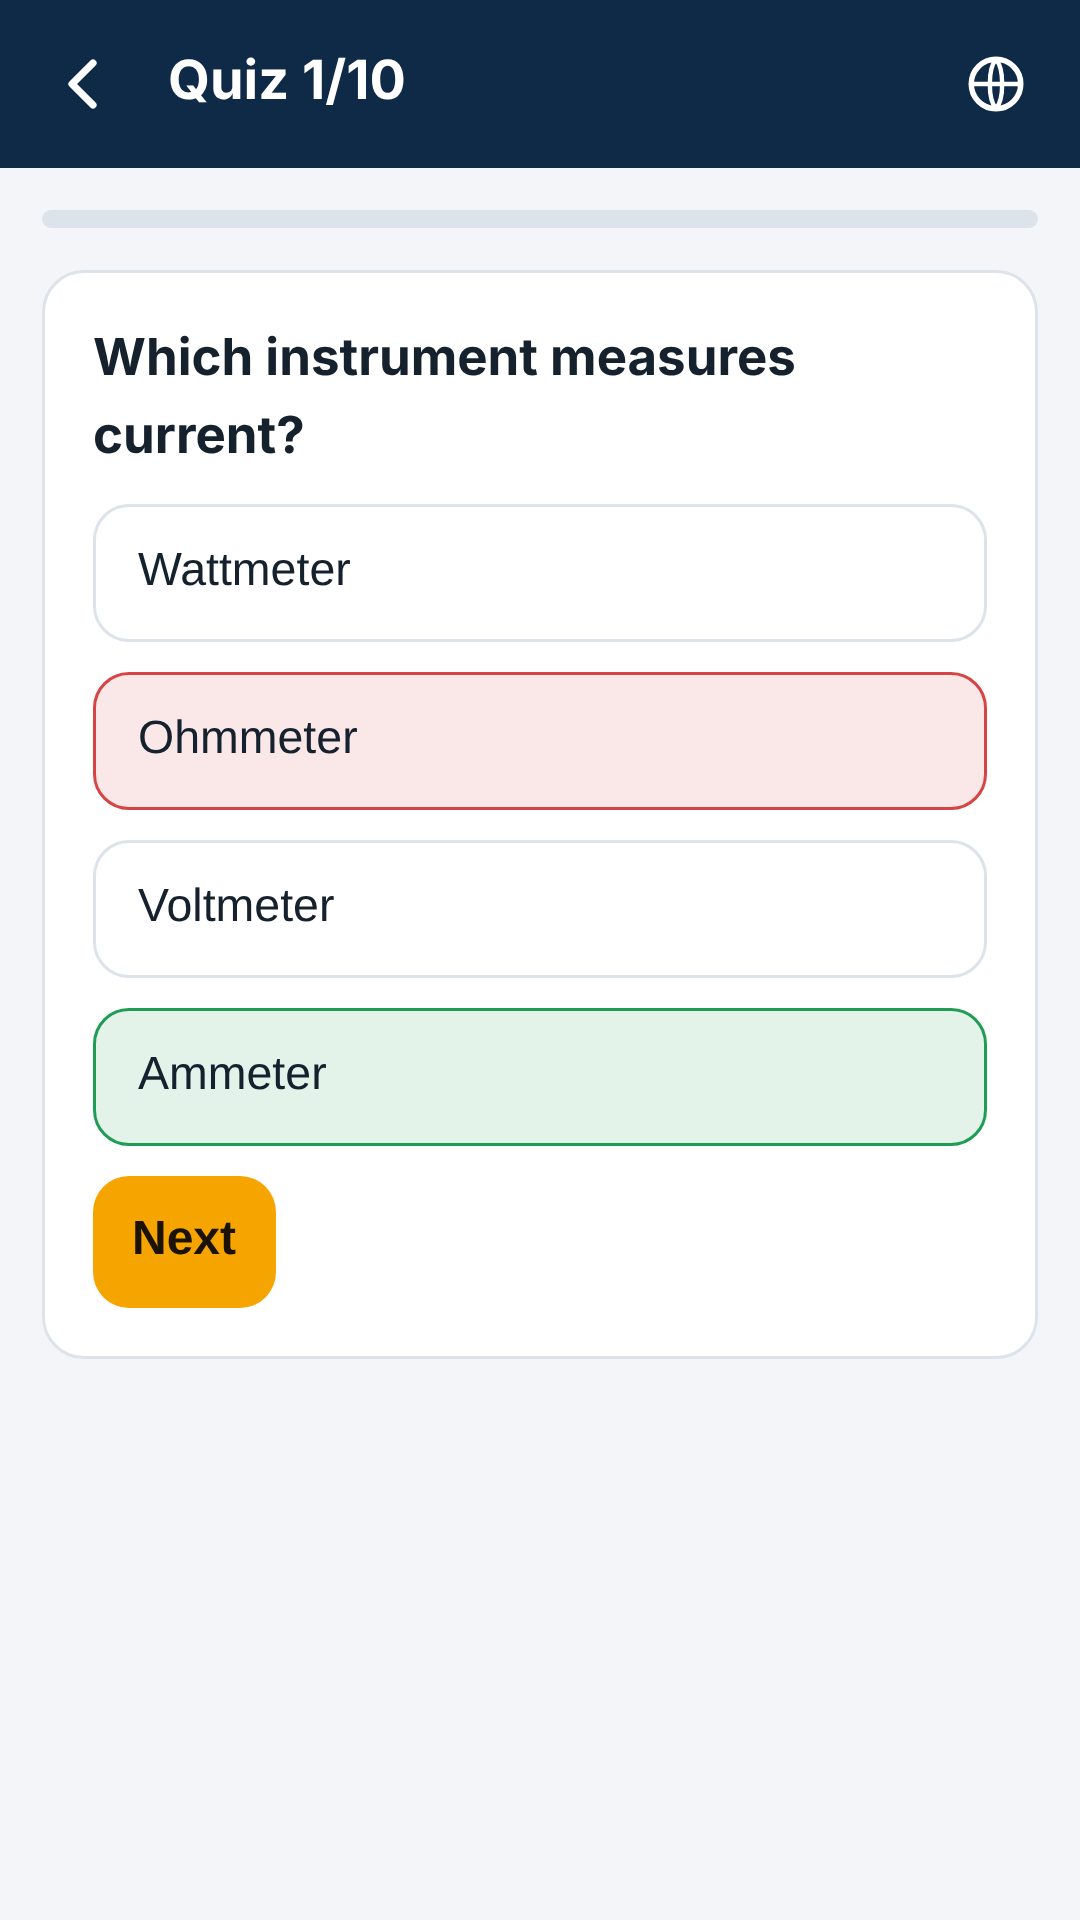 Quiz 1/10
Which instrument measures
current?
Wattmeter
Ohmmeter
Voltmeter
Ammeter
Next